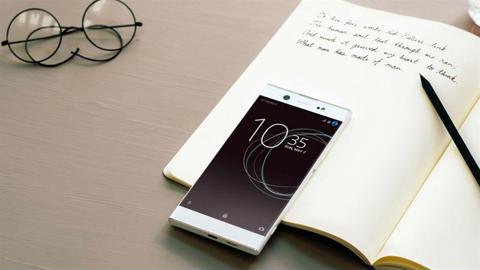 To her fair works did Nature link
The human soul that through me ran;
And much it grieved my heart to think
What man has made of man.
10
35
SUN, MAY 7